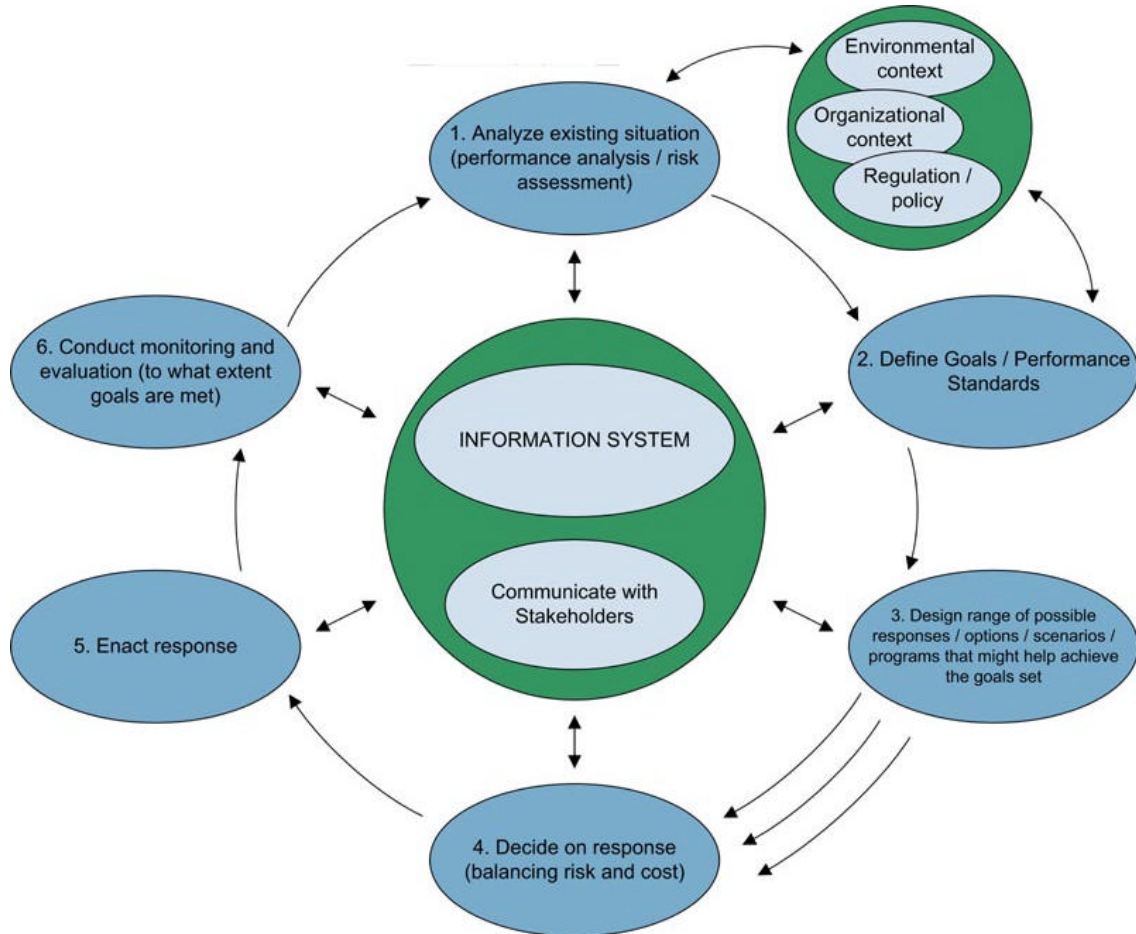 Environmental
context
Organizational
context
Regulation /
policy
1. Analyze existing situation
(performance analysis / risk
assessment)
2. Define Goals / Performance
Standards
3. Design range of possible
responses / options / scenarios /
programs that might help achieve
the goals set
4. Decide on response
(balancing risk and cost)
5. Enact response
6. Conduct monitoring and
evaluation (to what extent
goals are met)
INFORMATION SYSTEM
Communicate with
Stakeholders